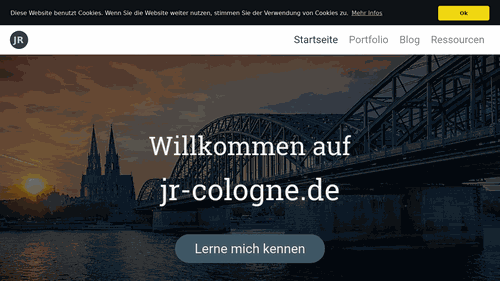 Diese Website benutzt Cookies. Wenn Sie die Website weiter nutzen, stimmen Sie der Verwendung von Cookies zu. Mehr Infos
Ok
JR
Startseite Portfolio Blog Ressourcen
Willkommen auf
jr-cologne.de
Lerne mich kennen